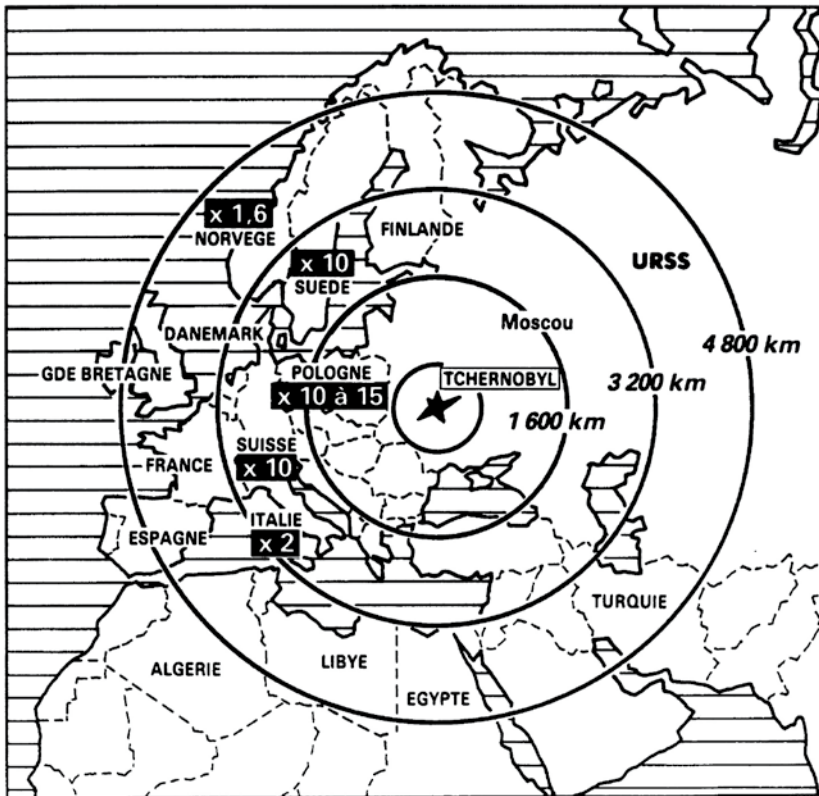 x 1,6
NORVEGE
FINLANDE
x 10
SUEDE
URSS
DANEMARK
Moscou
4 800 km
GDE BRETAGNE
POLOGNE
x 10 à 15
TCHERNOBYL
3 200 km
1 600 km
SUISSE
x 10
FRANCE
ITALIE
x 2
ESPAGNE
TURQUIE
ALGERIE
LIBYE
EGYPTE